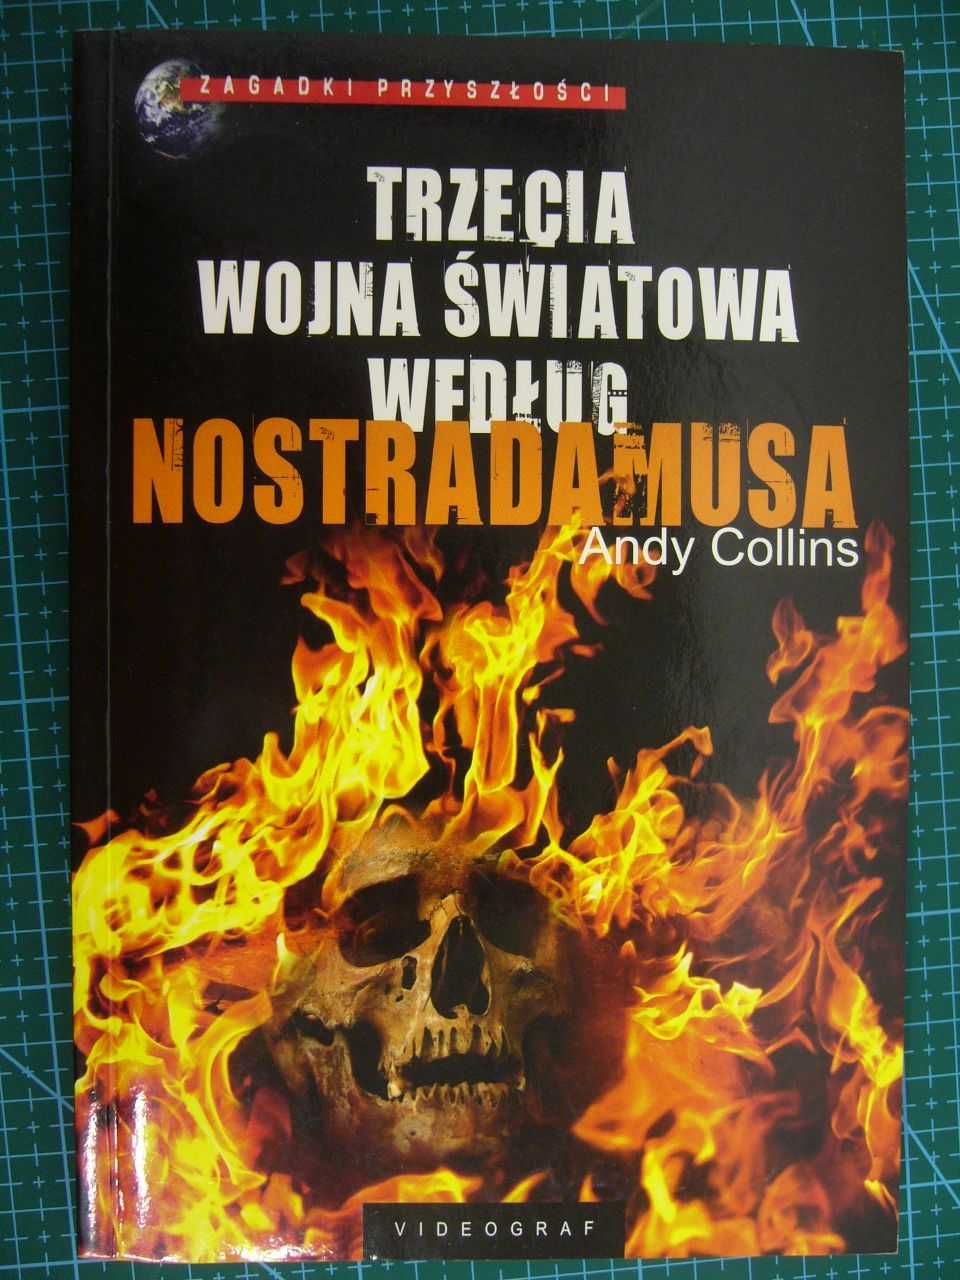 ZAGADKI PRZYSZŁOŚCI
TRZECIA
WOJNA ŚWIATOWA
WEDŁUG
NOSTRADAMUSA
Andy Collins
VIDEOGRAF